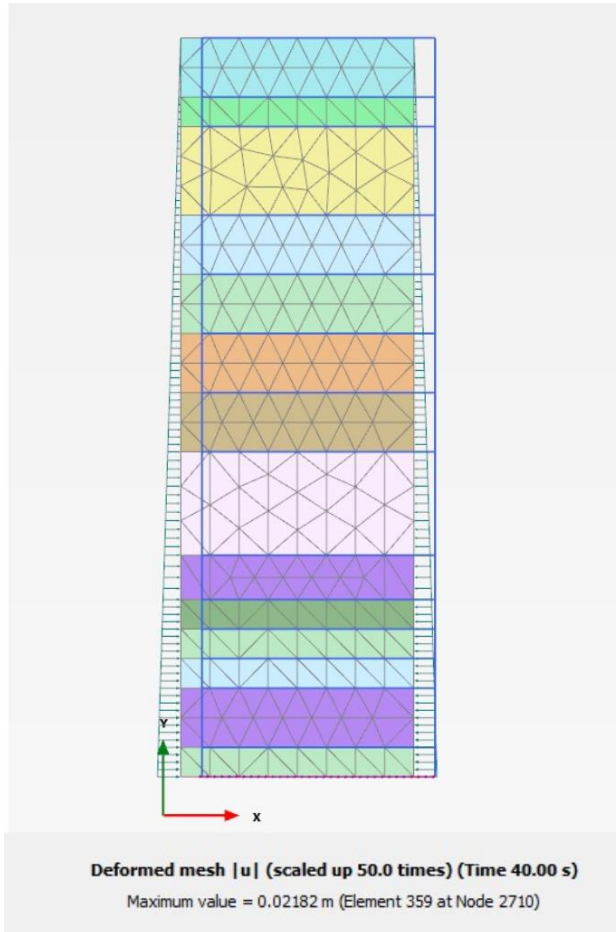 Y
x
Deformed mesh |u| (scaled up 50.0 times) (Time 40.00 s)
Maximum value = 0.02182 m (Element 359 at Node 2710)